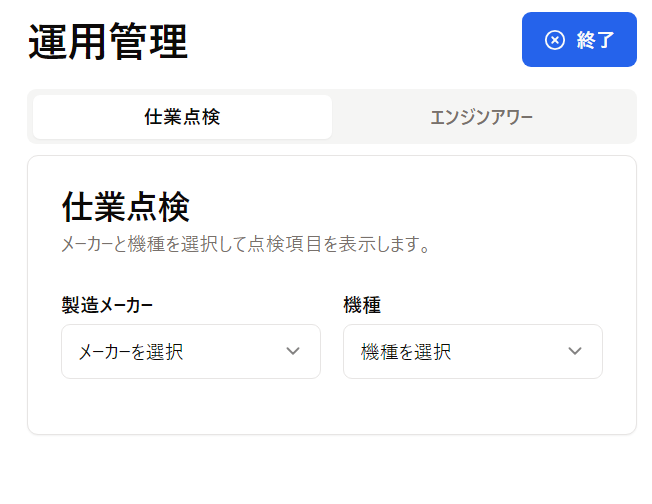 運用管理
終了
仕業点検
エンジンアワー
仕業点検
メーカーと機種を選択して点検項目を表示します。
製造メーカー
機種
メーカーを選択
機種を選択